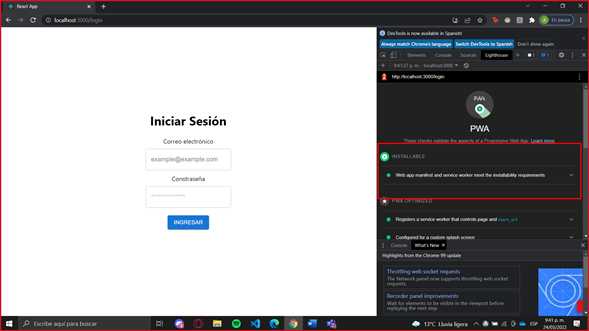 React App
En pausa
localhost:3000/login
DevTools is now available in Spanish!
Always match Chrome's language
Switch DevTools to Spanish
Don't show again
Elements
Console
Sources
Lighthouse
9:41:27 p. m. - localhost:3000
http://localhost:3000/login
PWA
PWA
These checks validate the aspects of a Progressive Web App. Learn more.
INSTALLABLE
Web app manifest and service worker meet the installability requirements
PWA OPTIMIZED
Registers a service worker that controls page and start_url
Configured for a custom splash screen
Console
What's New
Highlights from the Chrome 99 update
Throttling web socket requests
The Network panel now supports throttling web socket requests.
Recorder panel improvements
Wait for elements to be visible in the viewport before replaying the next step
Iniciar Sesión
Correo electrónico
example@example.com
Constraseña
INGRESAR
Escribe aquí para buscar
13°C Lluvia ligera
ESP
9:41 p. m.
24/03/2022